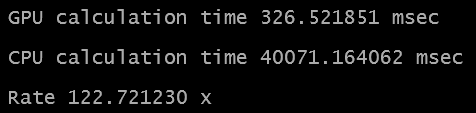 GPU calculation time 326.521851 msec
CPU calculation time 40071.164062 msec
Rate 122.721230 x